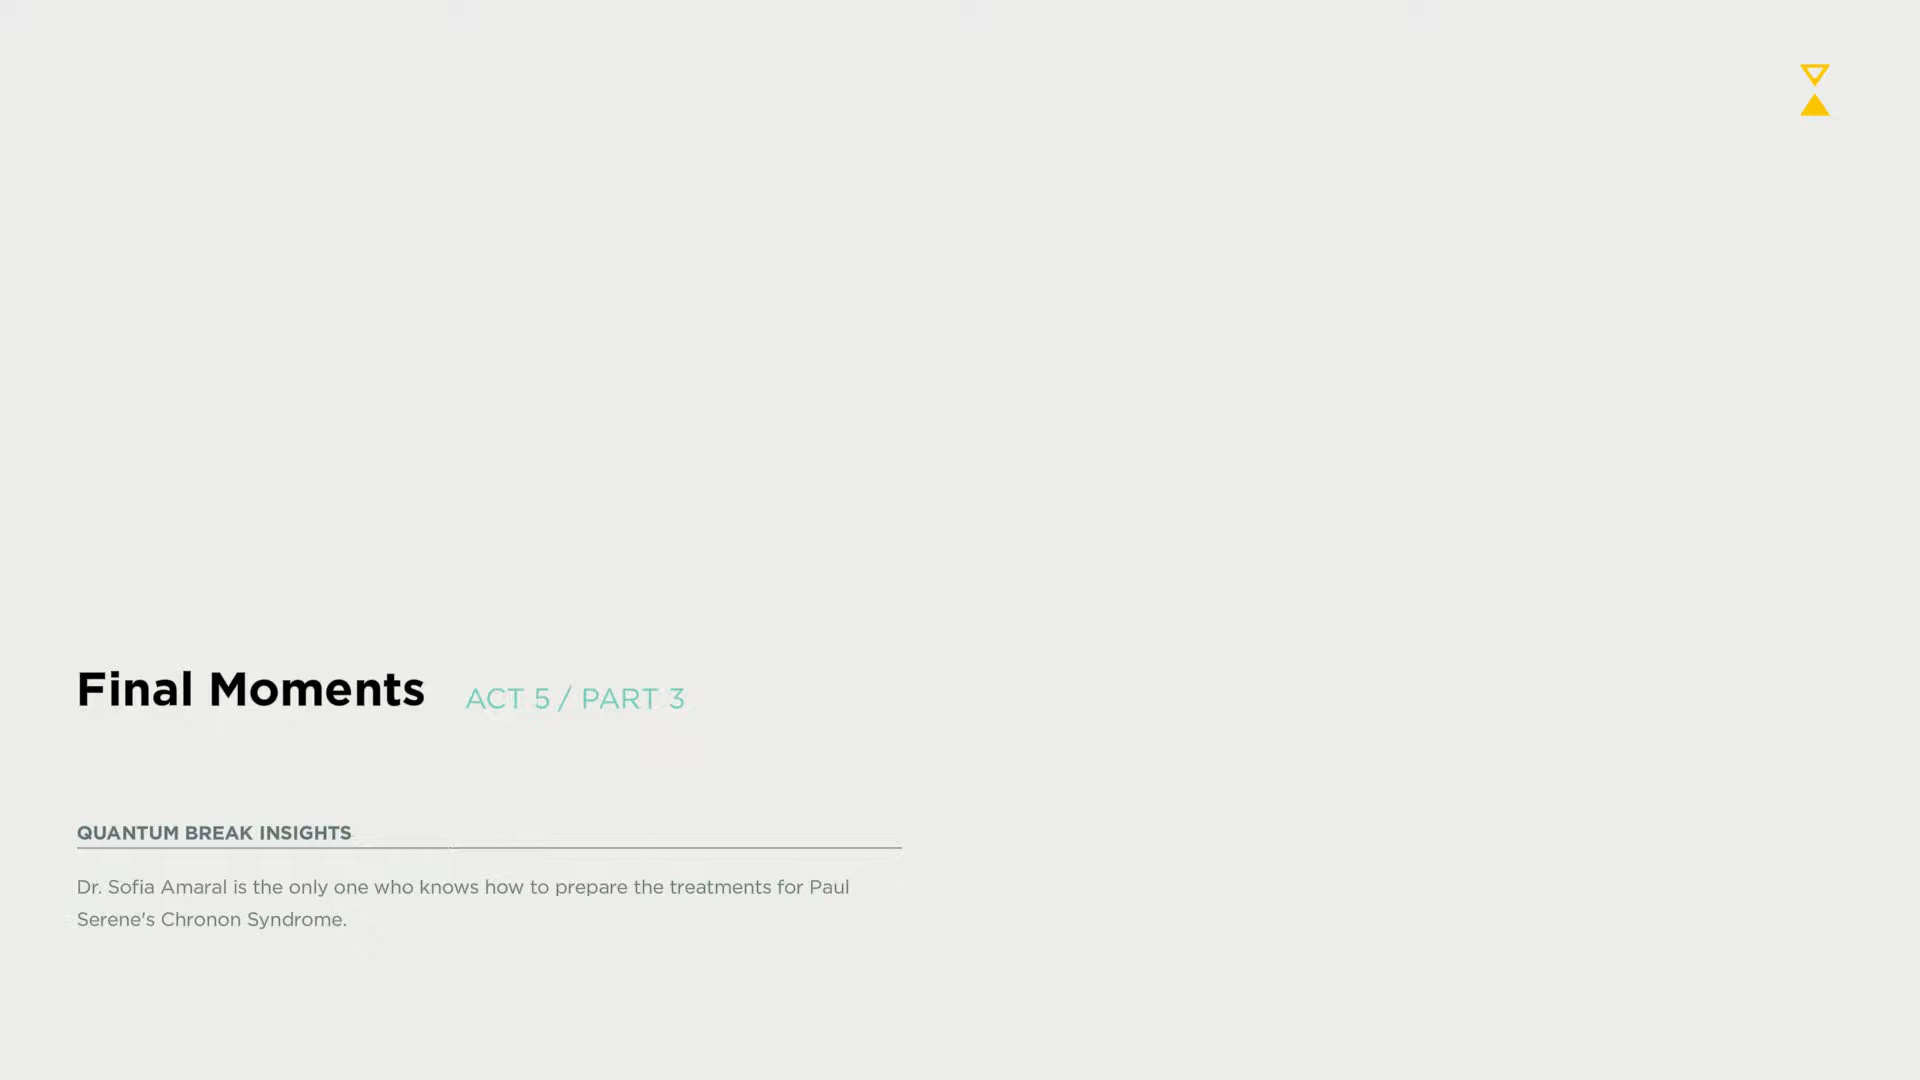 Final Moments ACT 5 / PART 3
QUANTUM BREAK INSIGHTS
Dr. Sofia Amaral is the only one who knows how to prepare the treatments for Paul
Serene's Chronon Syndrome.